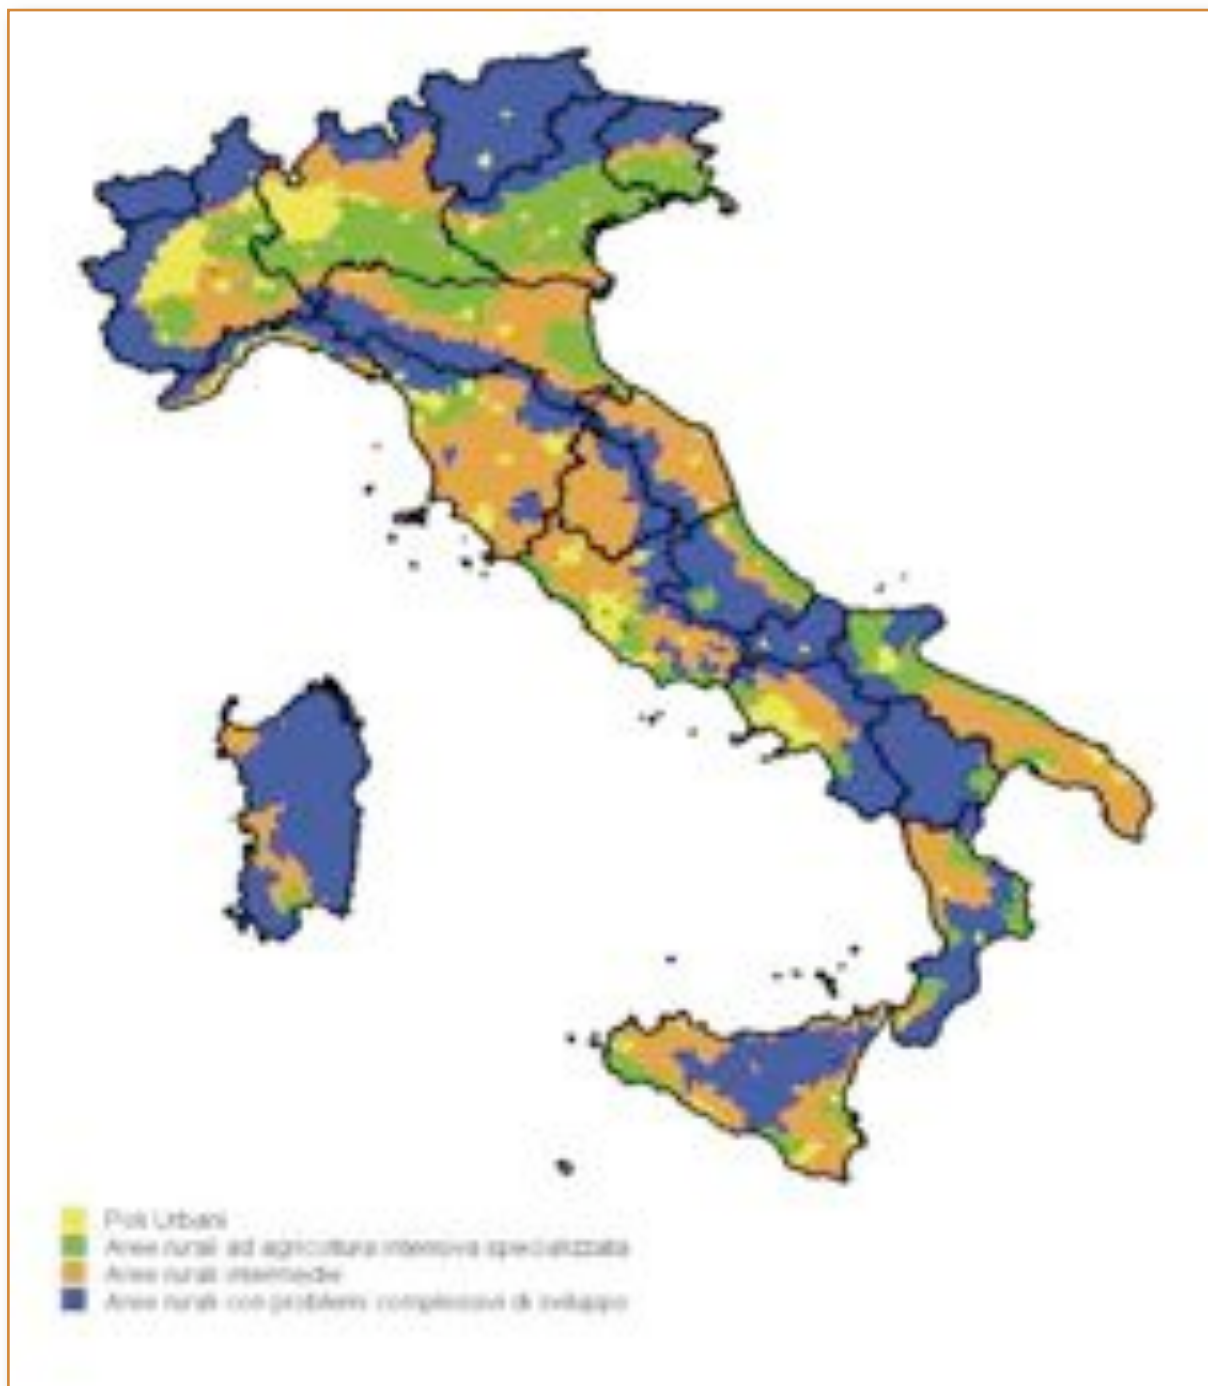 Poli Urbani
Aree rurali ad agricoltura intensiva specializzata
Aree rurali intermedie
Aree rurali con problemi complessivi di sviluppo